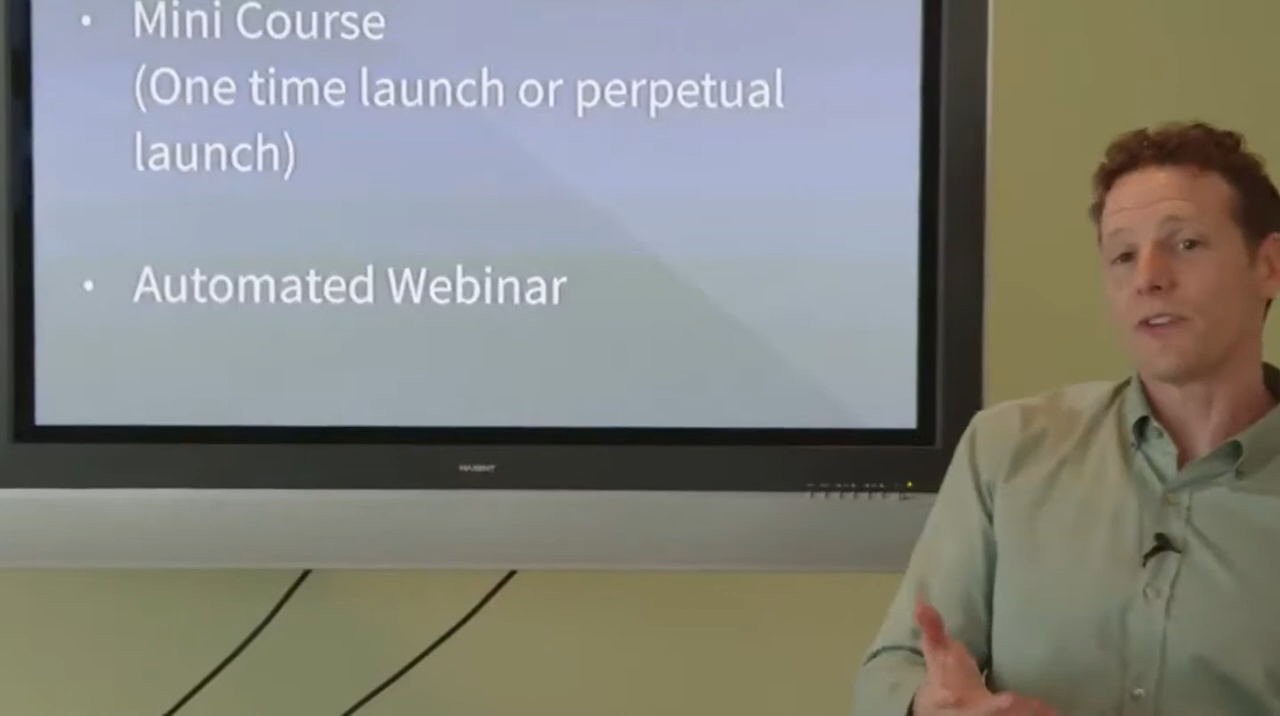 • Mini Course
(One time launch or perpetual
launch)
• Automated Webinar